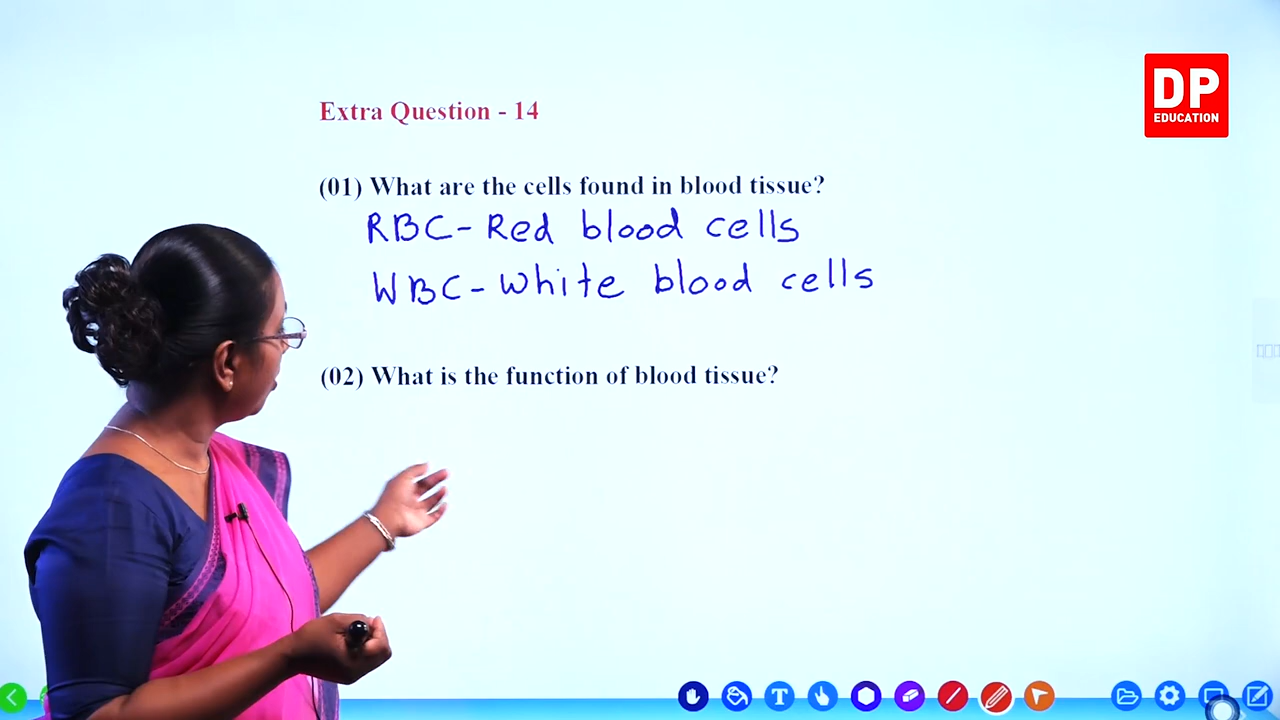 DP
EDUCATION
Extra Question - 14
(01) What are the cells found in blood tissue?
RBC - Red blood cells
WBC - White blood cells
(02) What is the function of blood tissue?